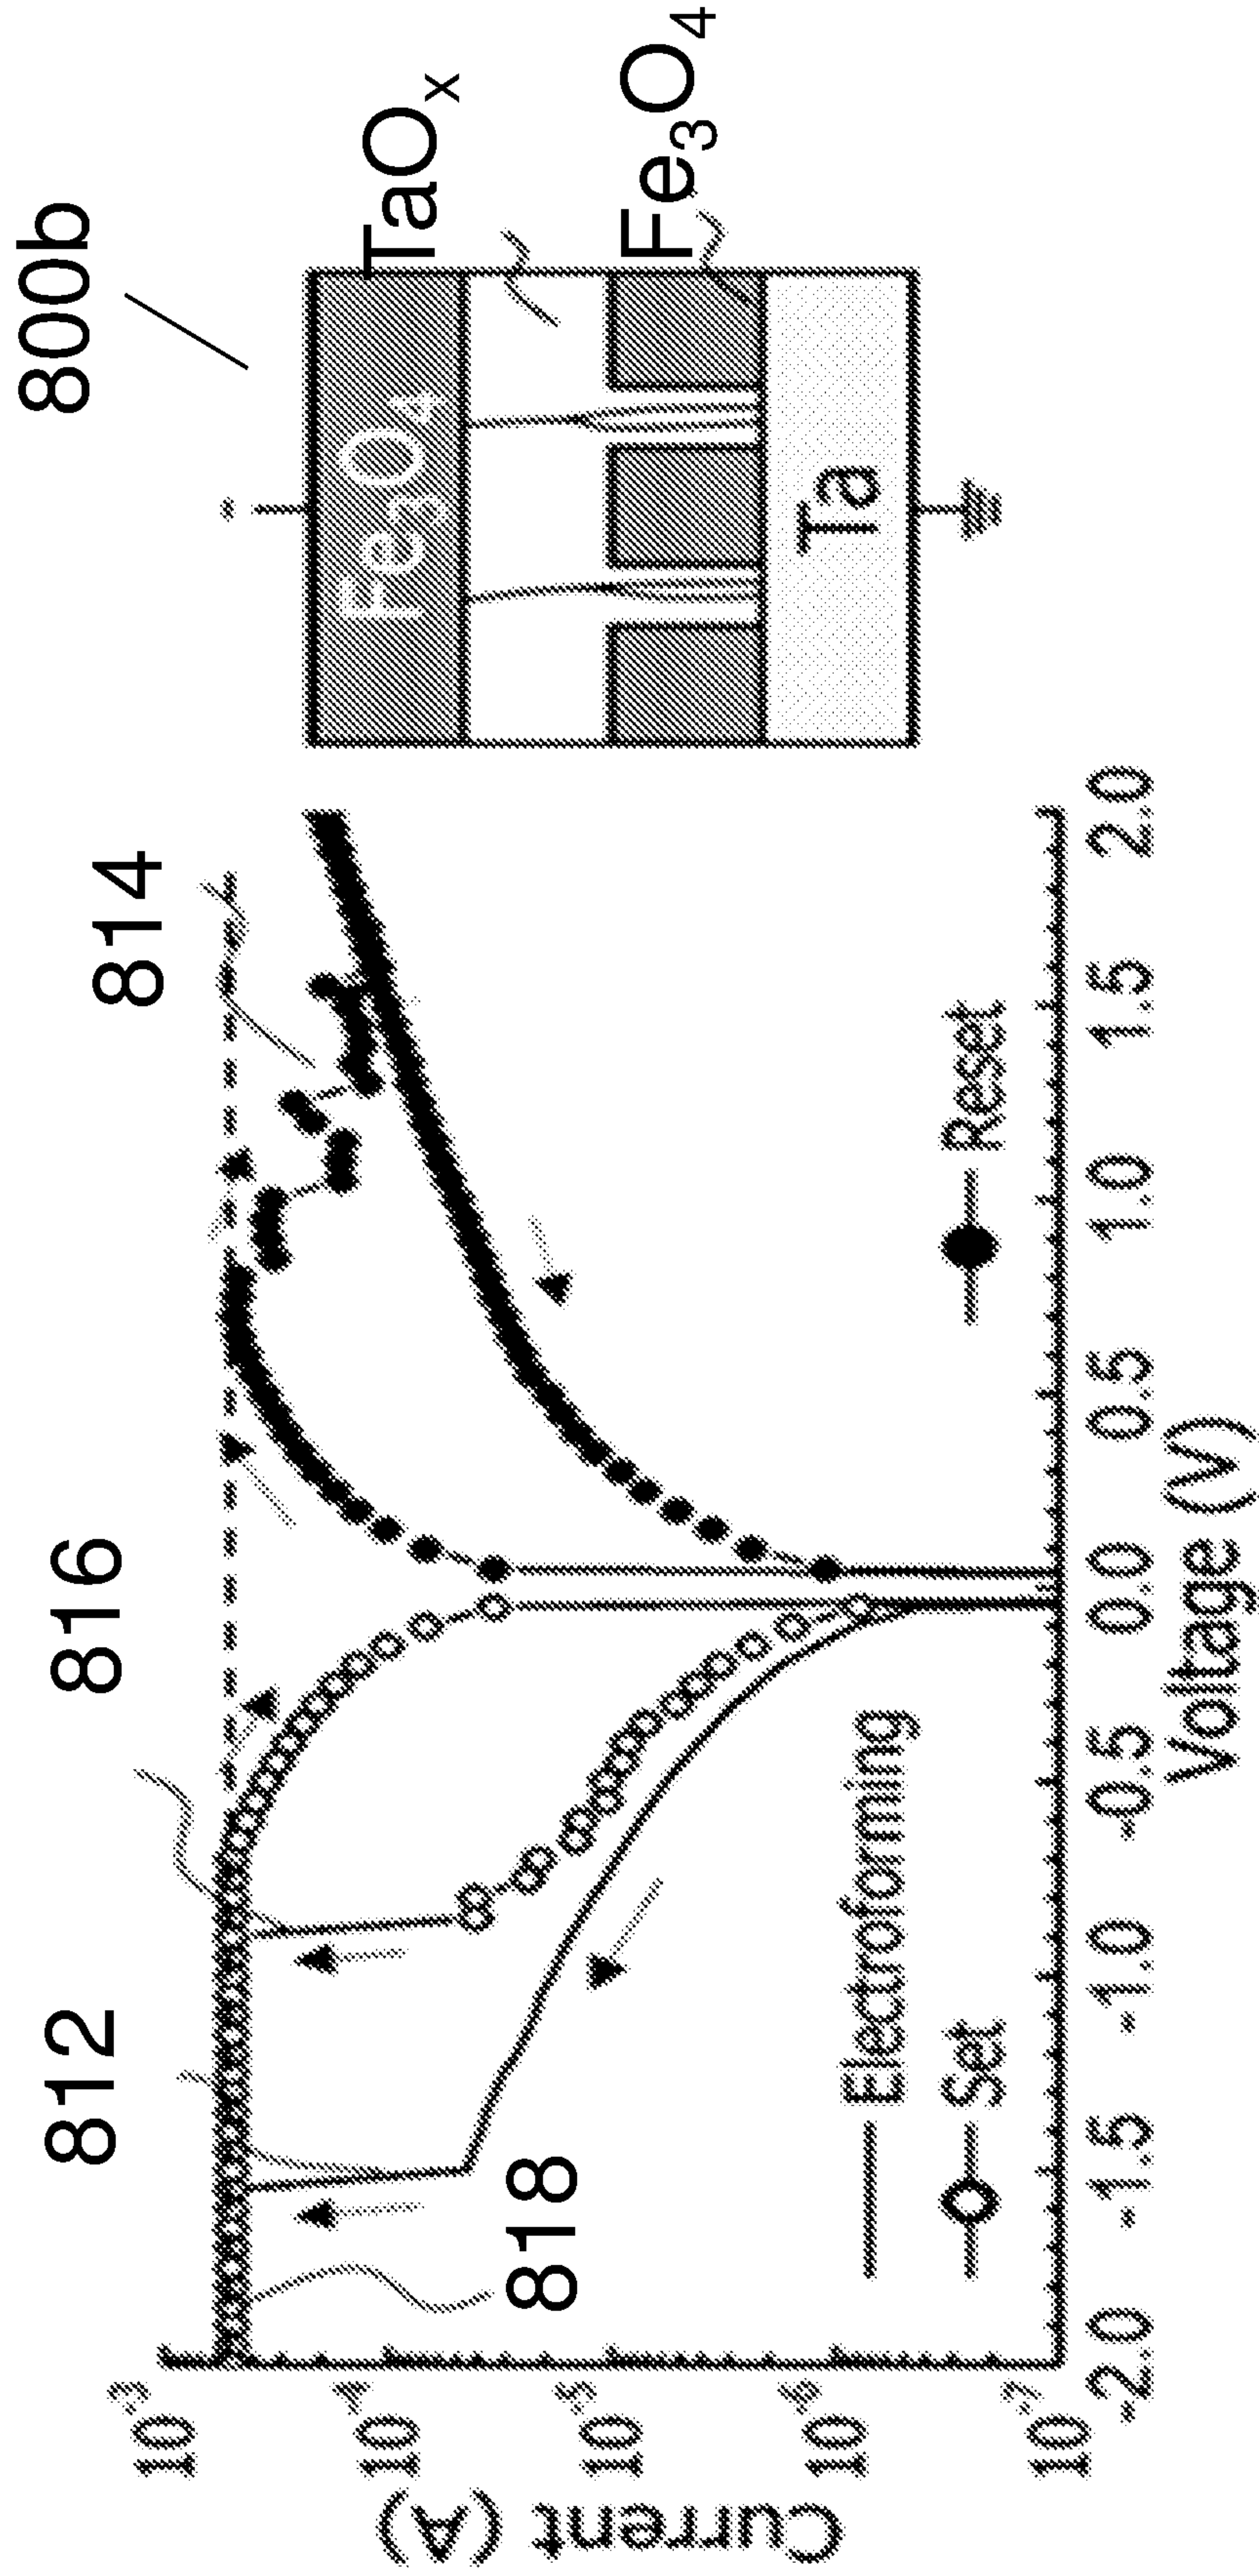 800b
812
816
814
818
Current (A)
10-3
10-4
10-5
10-6
10-7
-2.0
-1.5
-1.0
-0.5
0.0
0.5
1.0
1.5
2.0
Voltage (V)
Electroforming
Set
Reset
Fe3O4
TaOx
Fe3O4
Ta